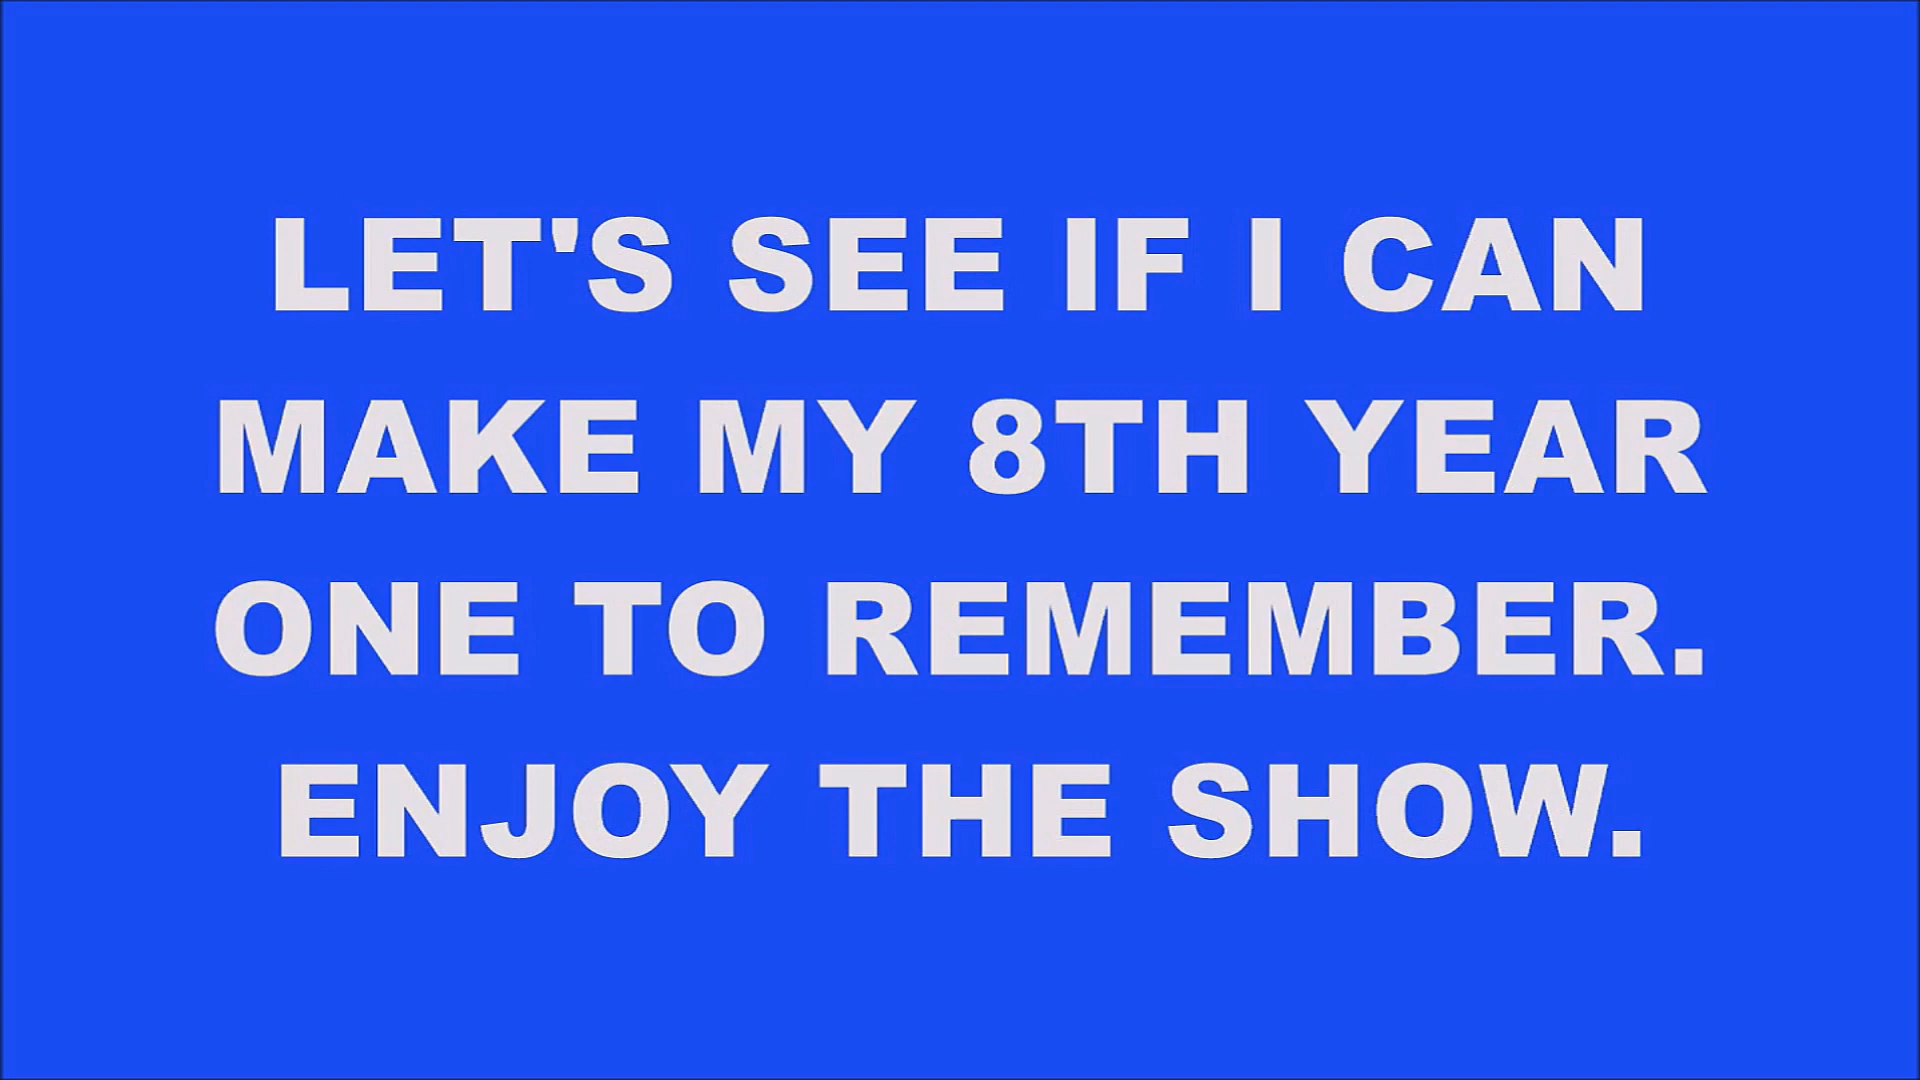 LET'S SEE IF I CAN
MAKE MY 8TH YEAR
ONE TO REMEMBER.
ENJOY THE SHOW.